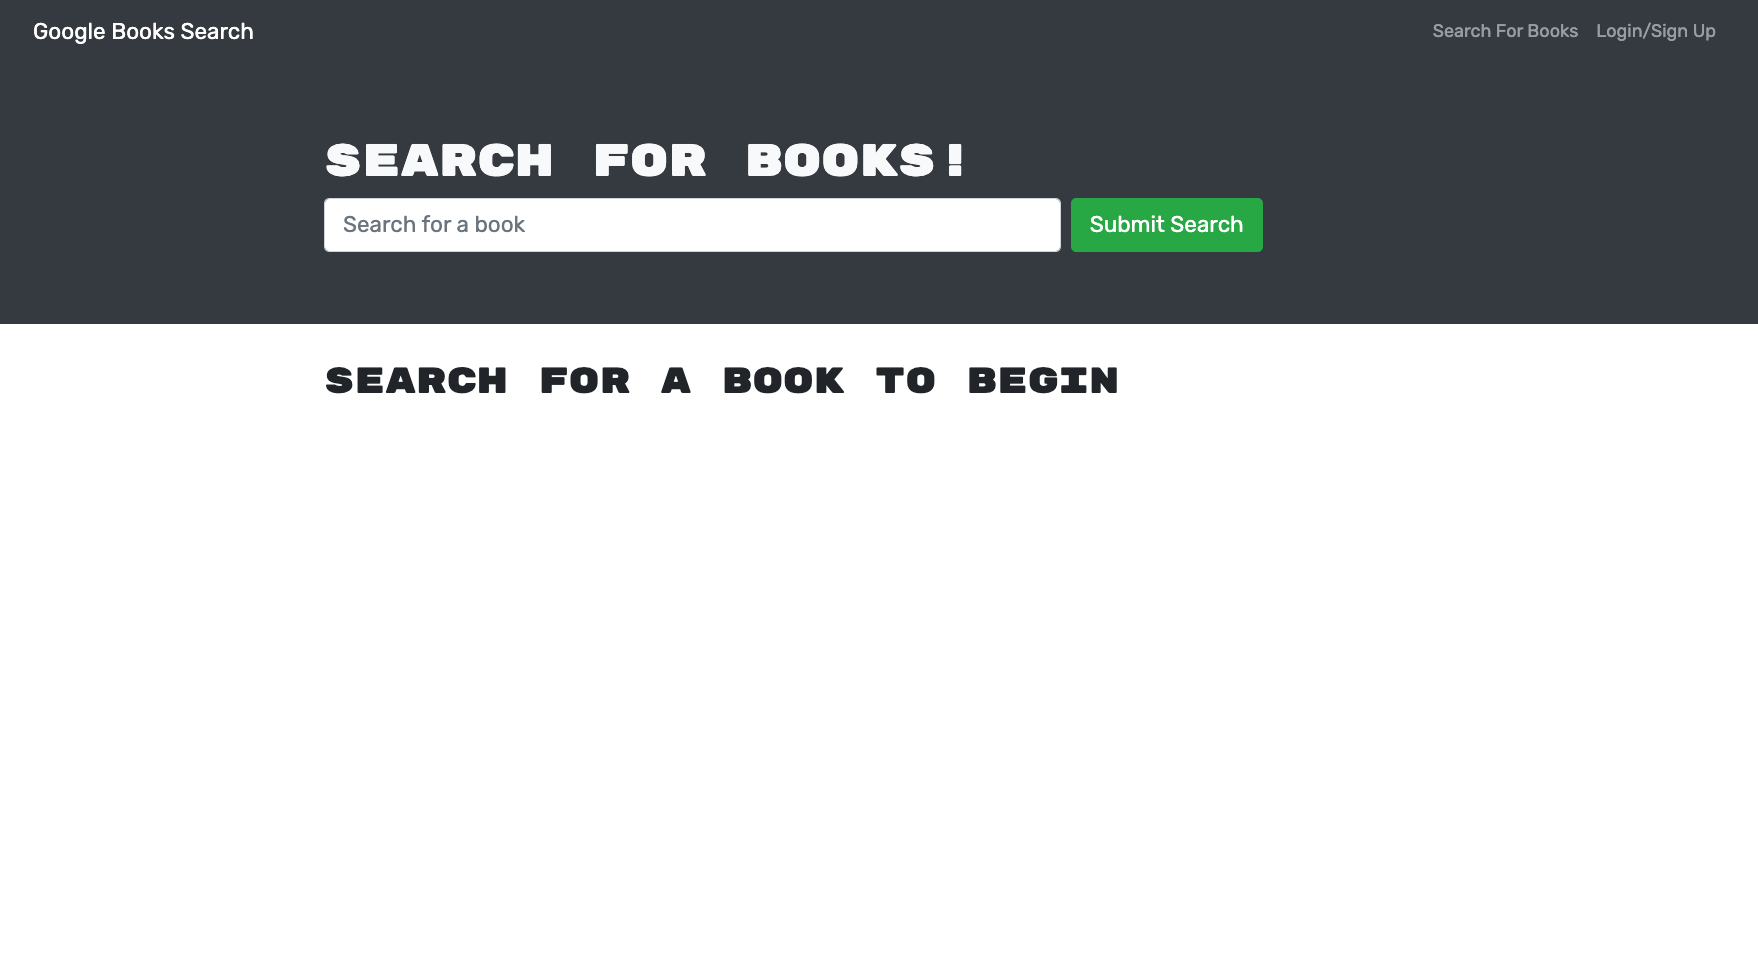 Google Books Search
Search For Books
Login/Sign Up
SEARCH FOR BOOKS!
Search for a book
Submit Search
SEARCH FOR A BOOK TO BEGIN